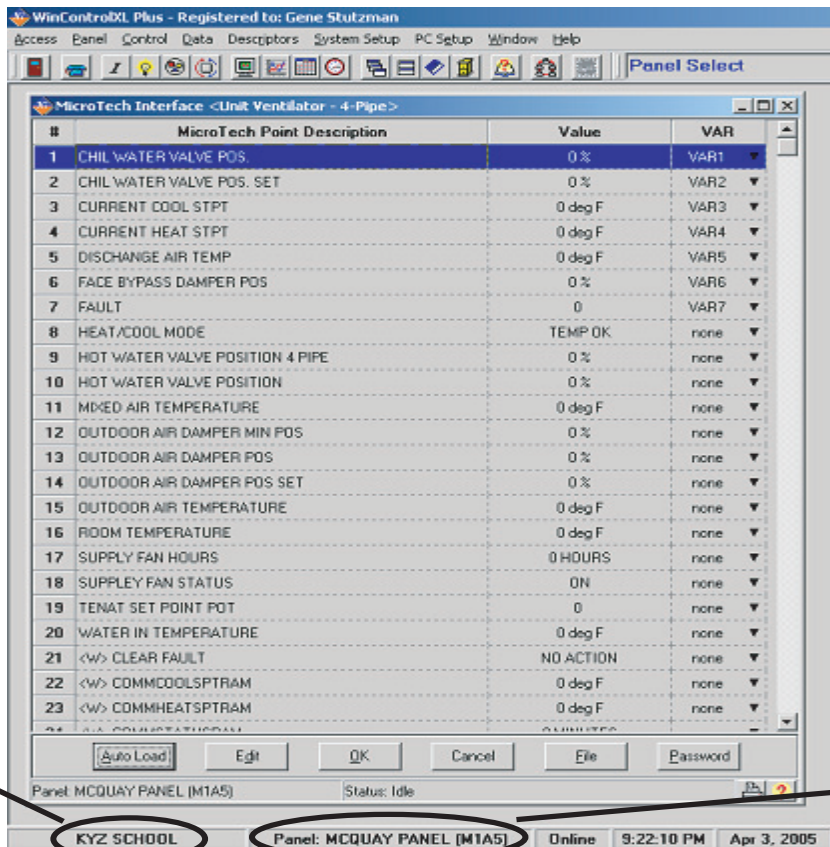 WinControlXL Plus - Registered to: Gene Stutzman
Access Panel Control Data Descriptors System Setup PC Setup Window Help
Panel Select
MicroTech Interface <Unit Ventilator - 4-Pipe>
# MicroTech Point Description Value VAR
1 CHIL WATER VALVE POS. 0 % VAR1
2 CHIL WATER VALVE POS. SET 0 % VAR2
3 CURRENT COOL STPT 0 deg F VAR3
4 CURRENT HEAT STPT 0 deg F VAR4
5 DISCHANGE AIR TEMP 0 deg F VAR5
6 FACE BYPASS DAMPER POS 0 % VAR6
7 FAULT 0 VAR7
8 HEAT/COOL MODE TEMP OK none
9 HOT WATER VALVE POSITION 4 PIPE 0 % none
10 HOT WATER VALVE POSITION 0 % none
11 MIXED AIR TEMPERATURE 0 deg F none
12 OUTDOOR AIR DAMPER MIN POS 0 % none
13 OUTDOOR AIR DAMPER POS 0 % none
14 OUTDOOR AIR DAMPER POS SET 0 % none
15 OUTDOOR AIR TEMPERATURE 0 deg F none
16 ROOM TEMPERATURE 0 deg F none
17 SUPPLY FAN HOURS 0 HOURS none
18 SUPPLEY FAN STATUS ON none
19 TENAT SET POINT POT 0 none
20 WATER IN TEMPERATURE 0 deg F none
21 <W> CLEAR FAULT NO ACTION none
22 <W> COMMCOOLSPTRAM 0 deg F none
23 <W> COMMHEATSPTRAM 0 deg F none
Auto Load Edit OK Cancel File Password
Panel: MCQUAY PANEL (M1A5) Status: Idle
KYZ SCHOOL Panel: MCQUAY PANEL [M1A5] Online 9:22:10 PM Apr 3, 2005